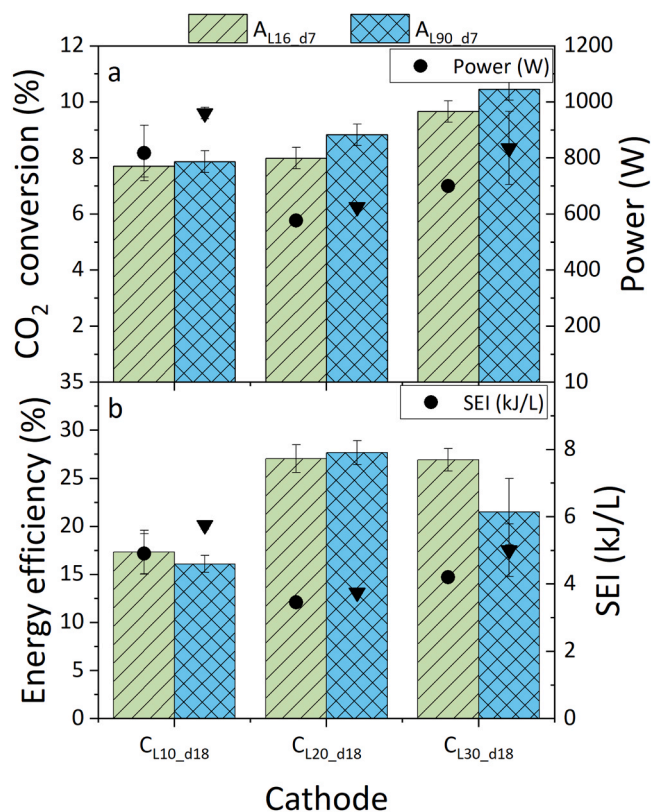 A_L16_d7 A_L90_d7
a
Power (W)
CO₂ conversion (%)
12
10
8
6
4
2
Power (W)
1200
1000
800
600
400
200
35
10
b
SEI (kJ/L)
Energy efficiency (%)
30
25
20
15
10
5
0
SEI (kJ/L)
8
6
4
2
0
C_L10_d18 C_L20_d18 C_L30_d18
Cathode